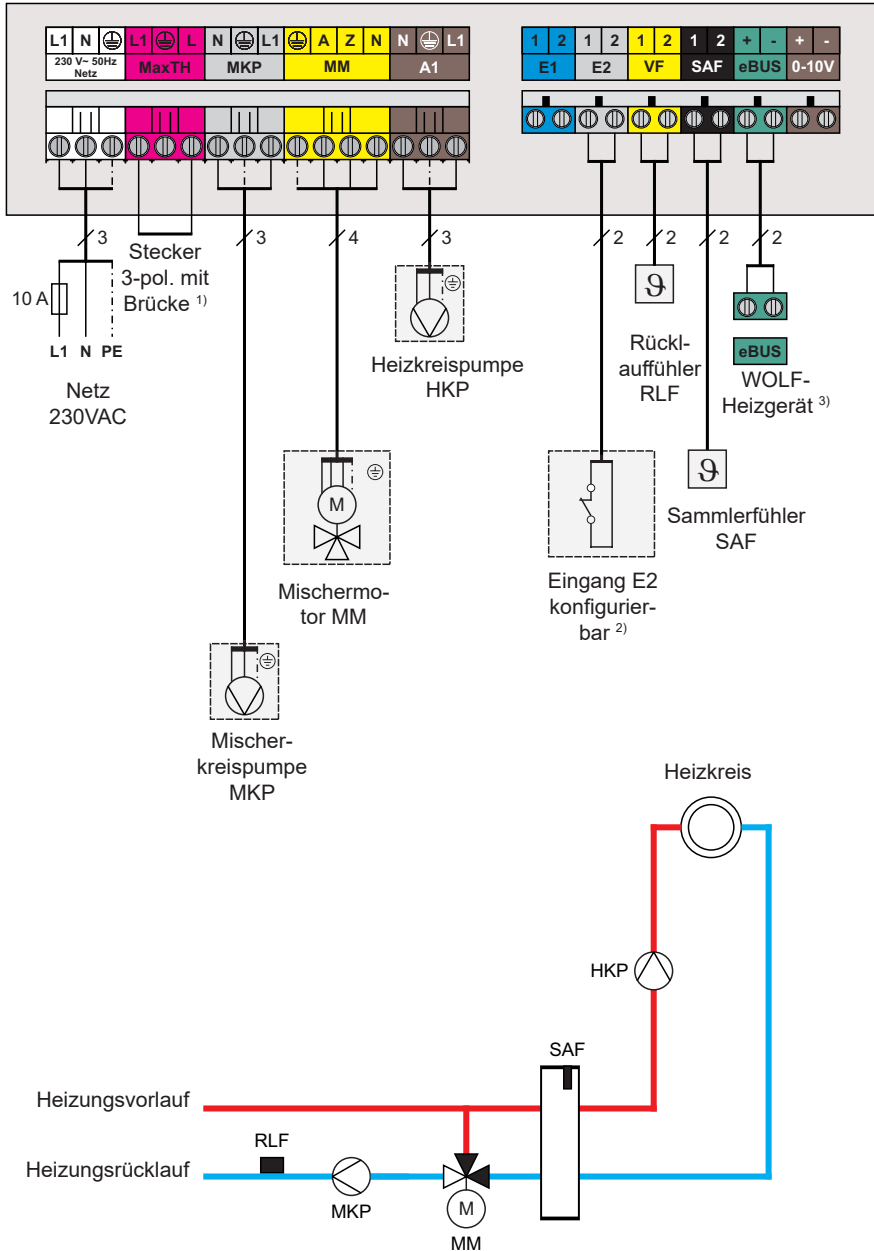 L1 N L1 L N L1 A Z N N L1 1 2 1 2 1 2 1 2 + - + -
230 V~ 50Hz
Netz
MaxTH MKP MM A1 E1 E2 VF SAF eBUS 0-10V
3 3 4 3 2 2 2 2
Stecker
3-pol. mit
Brücke 1)
10 A
L1 N PE
Netz
230VAC
Heizkreispumpe
HKP
ϑ
Rückl-
auffühler
RLF
eBUS
WOLF-
Heizgerät 3)
M
Mischermo-
tor MM
Eingang E2
konfigurier-
bar 2)
ϑ
Sammlerfühler
SAF
Mischer-
kreispumpe
MKP
Heizkreis
HKP
SAF
Heizungsvorlauf
RLF
Heizungsrücklauf
MKP
M
MM